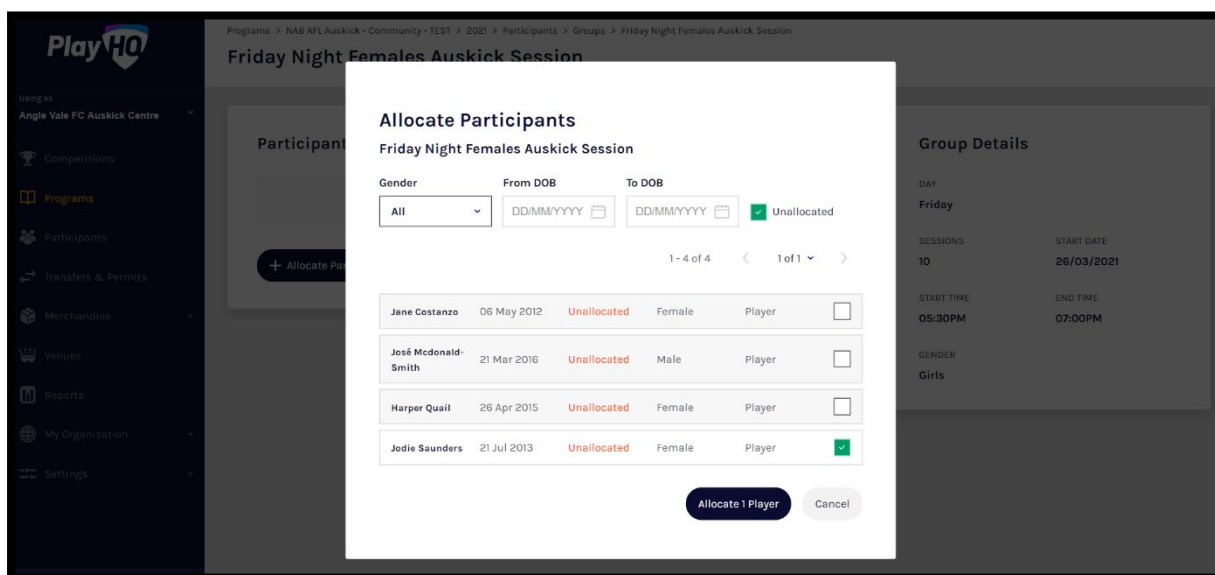 PlayHQ
Using as
Angle Vale FC Auskick Centre
Competitions
Programs
Participants
Transfers & Permits
Merchandise +
Venues
Reports
My Organisation +
Settings +
Programs > NAB AFL Auskick - Community - TEST > 2021 > Participants > Groups > Friday Night Females Auskick Session
Friday Night Females Auskick Session
Participant
+ Allocate Par
Allocate Participants
Friday Night Females Auskick Session
Gender From DOB To DOB
All DD/MM/YYYY DD/MM/YYYY Unallocated
1 - 4 of 4 < 1 of 1 >
Jane Costanzo 06 May 2012 Unallocated Female Player
José Mcdonald-
Smith 21 Mar 2016 Unallocated Male Player
Harper Quail 26 Apr 2015 Unallocated Female Player
Jodie Saunders 21 Jul 2013 Unallocated Female Player
Allocate 1 Player Cancel
Group Details
DAY
Friday
SESSIONS START DATE
10 26/03/2021
START TIME END TIME
05:30PM 07:00PM
GENDER
Girls